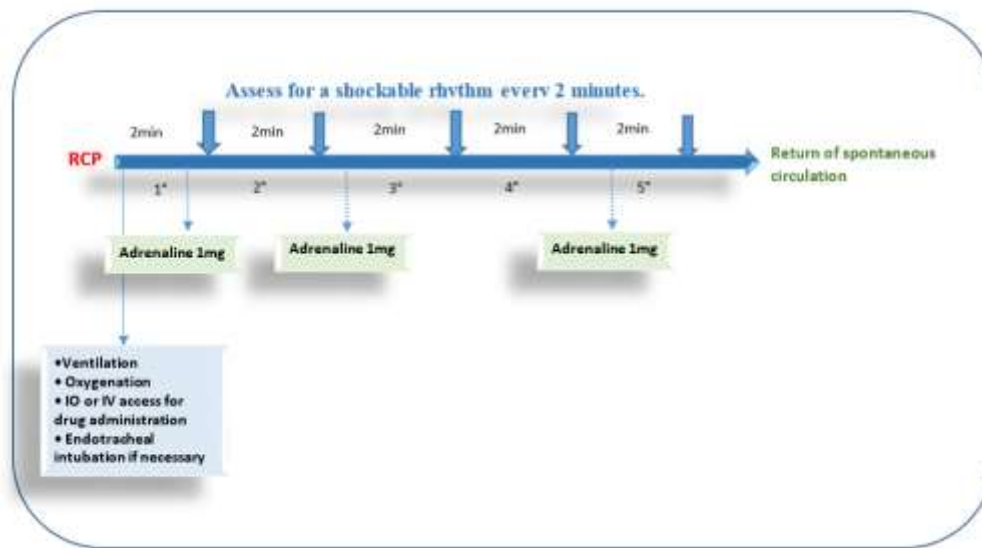 Assess for a shockable rhythm every 2 minutes.
2min
2min
2min
2min
2min
RCP
Return of spontaneous
circulation
1°
2°
3°
4°
5°
Adrenaline 1mg
Adrenaline 1mg
Adrenaline 1mg
•Ventilation
• Oxygenation
• IO or IV access for
drug administration
• Endotracheal
intubation if necessary